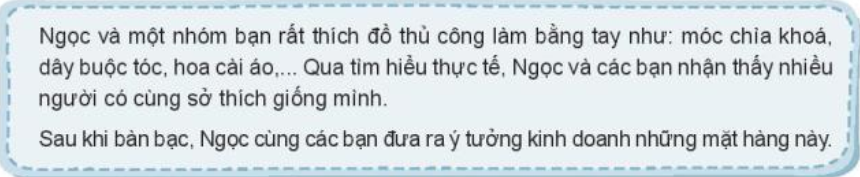 Ngọc và một nhóm bạn rất thích đồ thủ công làm bằng tay như: móc chìa khoá,
dây buộc tóc, hoa cài áo,... Qua tìm hiểu thực tế, Ngọc và các bạn nhận thấy nhiều
người có cùng sở thích giống mình.
Sau khi bàn bạc, Ngọc cùng các bạn đưa ra ý tưởng kinh doanh những mặt hàng này.